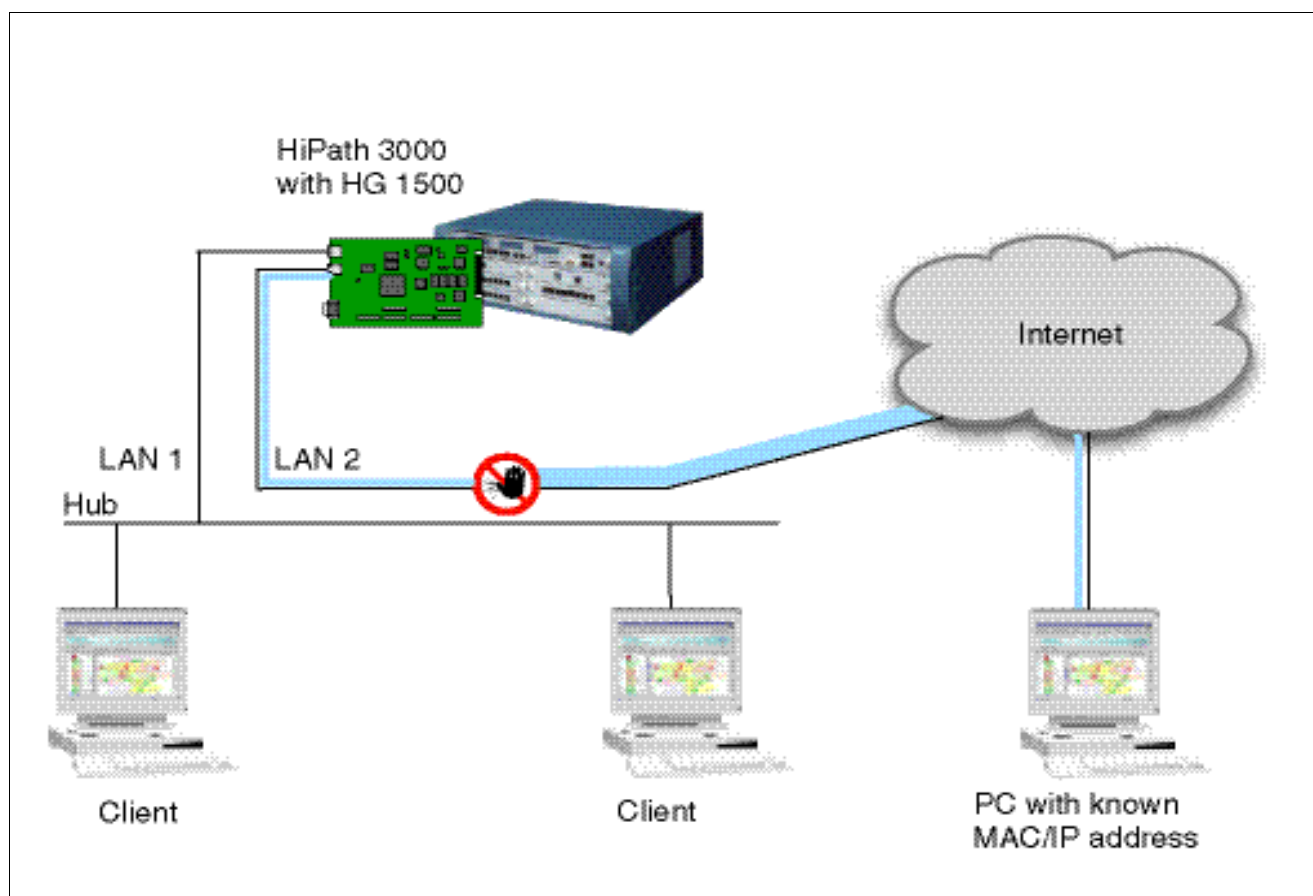 HiPath 3000
with HG 1500
Internet
LAN 1
LAN 2
Hub
Client
Client
PC with known
MAC/IP address